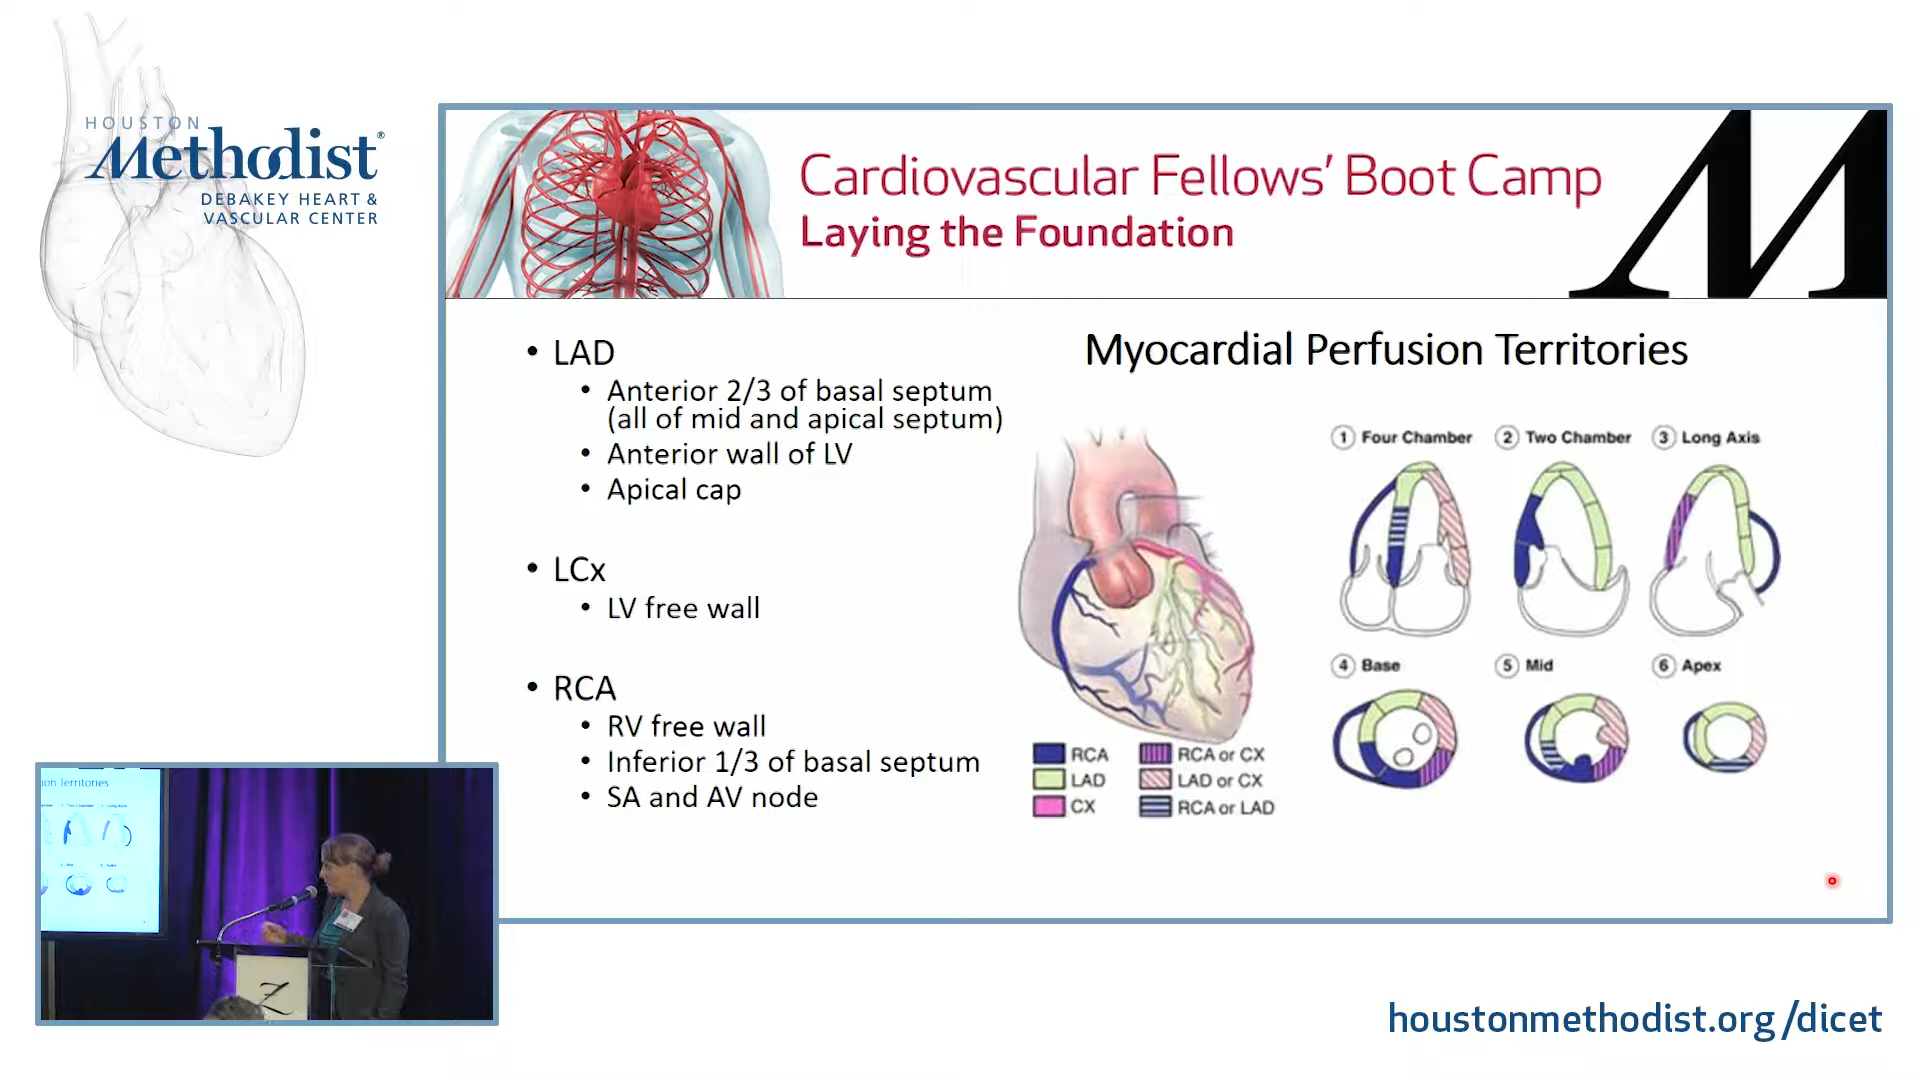 HOUSTON
Methodist®
DEBAKEY HEART &
VASCULAR CENTER
Cardiovascular Fellows' Boot Camp
Laying the Foundation
M
• LAD
• Anterior 2/3 of basal septum
(all of mid and apical septum)
• Anterior wall of LV
• Apical cap
• LCx
• LV free wall
• RCA
• RV free wall
• Inferior 1/3 of basal septum
• SA and AV node
Myocardial Perfusion Territories
1 Four Chamber
2 Two Chamber
3 Long Axis
4 Base
5 Mid
6 Apex
RCA
LAD
CX
RCA or CX
LAD or CX
RCA or LAD
ion Territories
Z
houstonmethodist.org/dicet